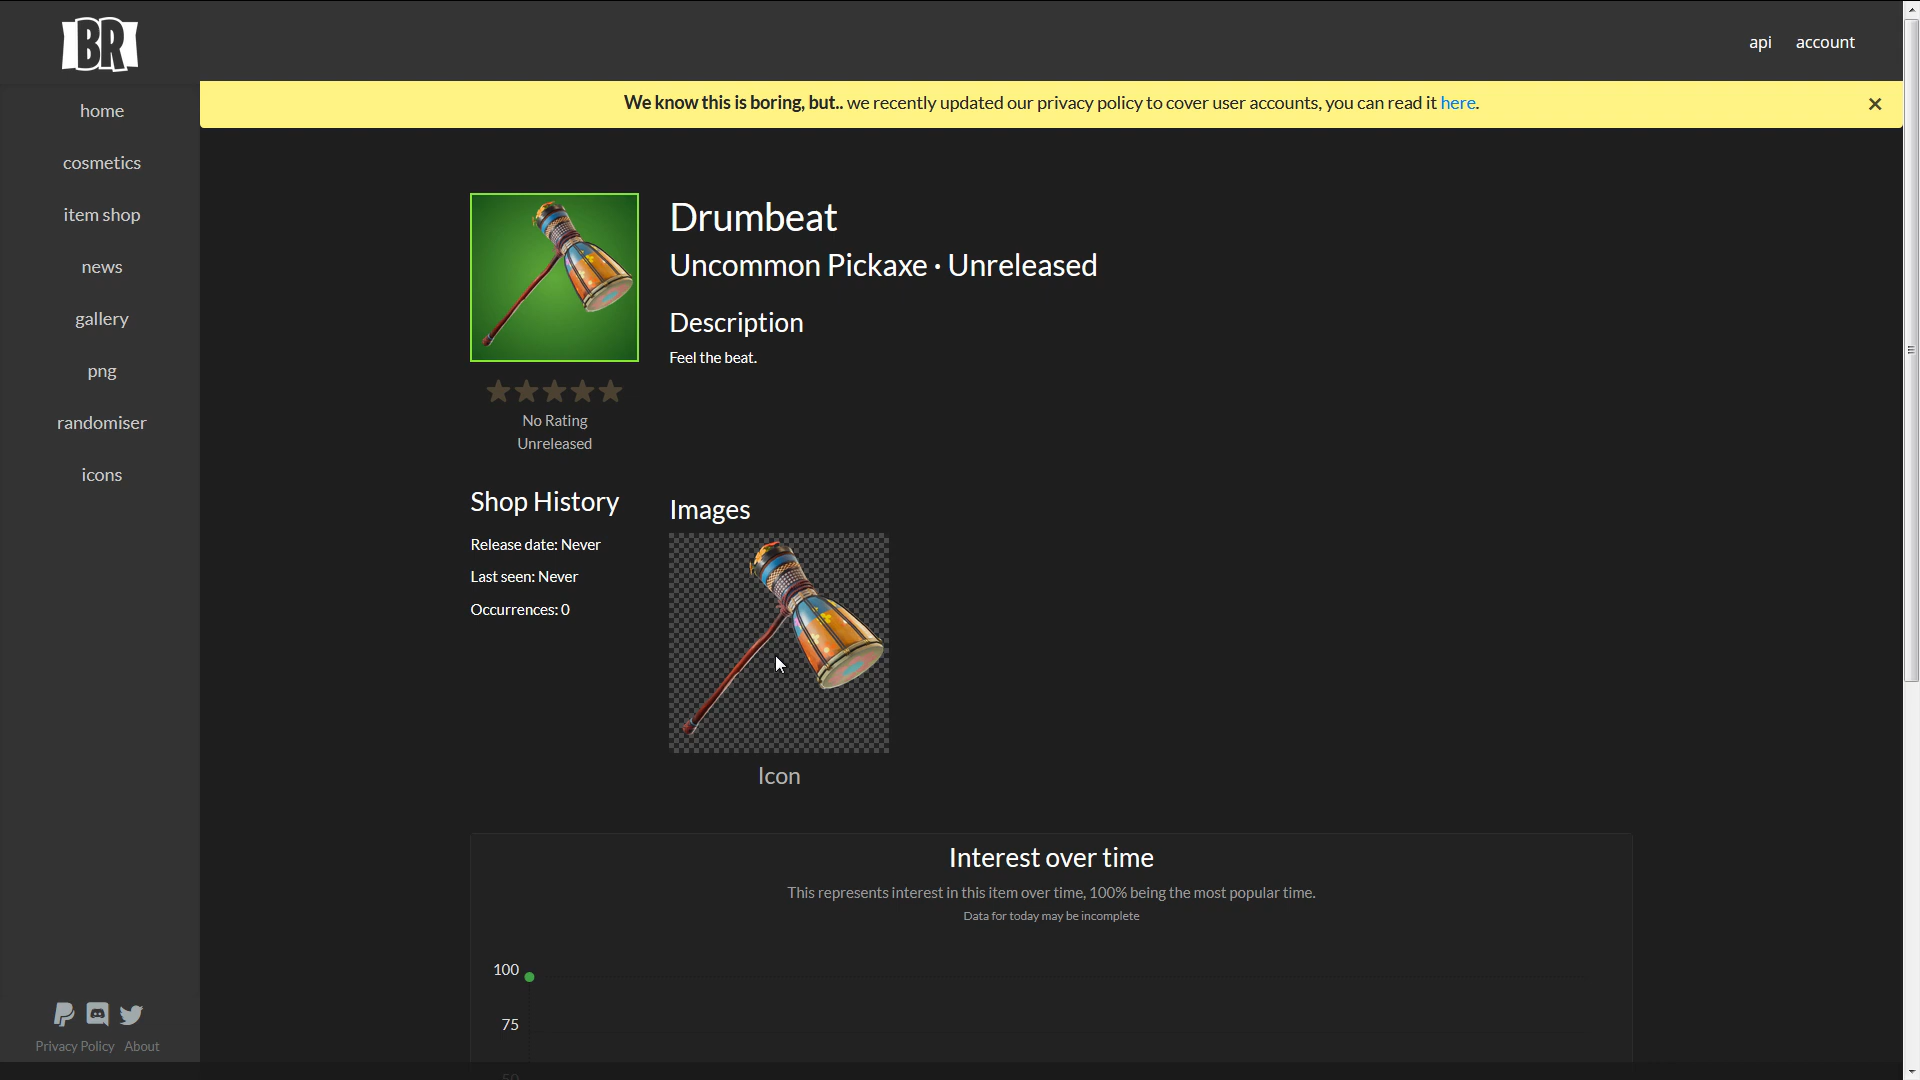 BR
api account
We know this is boring, but.. we recently updated our privacy policy to cover user accounts, you can read it here.
home
cosmetics
item shop
news
gallery
png
randomiser
icons
Drumbeat
Uncommon Pickaxe · Unreleased
Description
Feel the beat.
No Rating
Unreleased
Shop History
Release date: Never
Last seen: Never
Occurrences: 0
Images
Icon
Interest over time
This represents interest in this item over time, 100% being the most popular time.
Data for today may be incomplete
100
75
50
Privacy Policy About